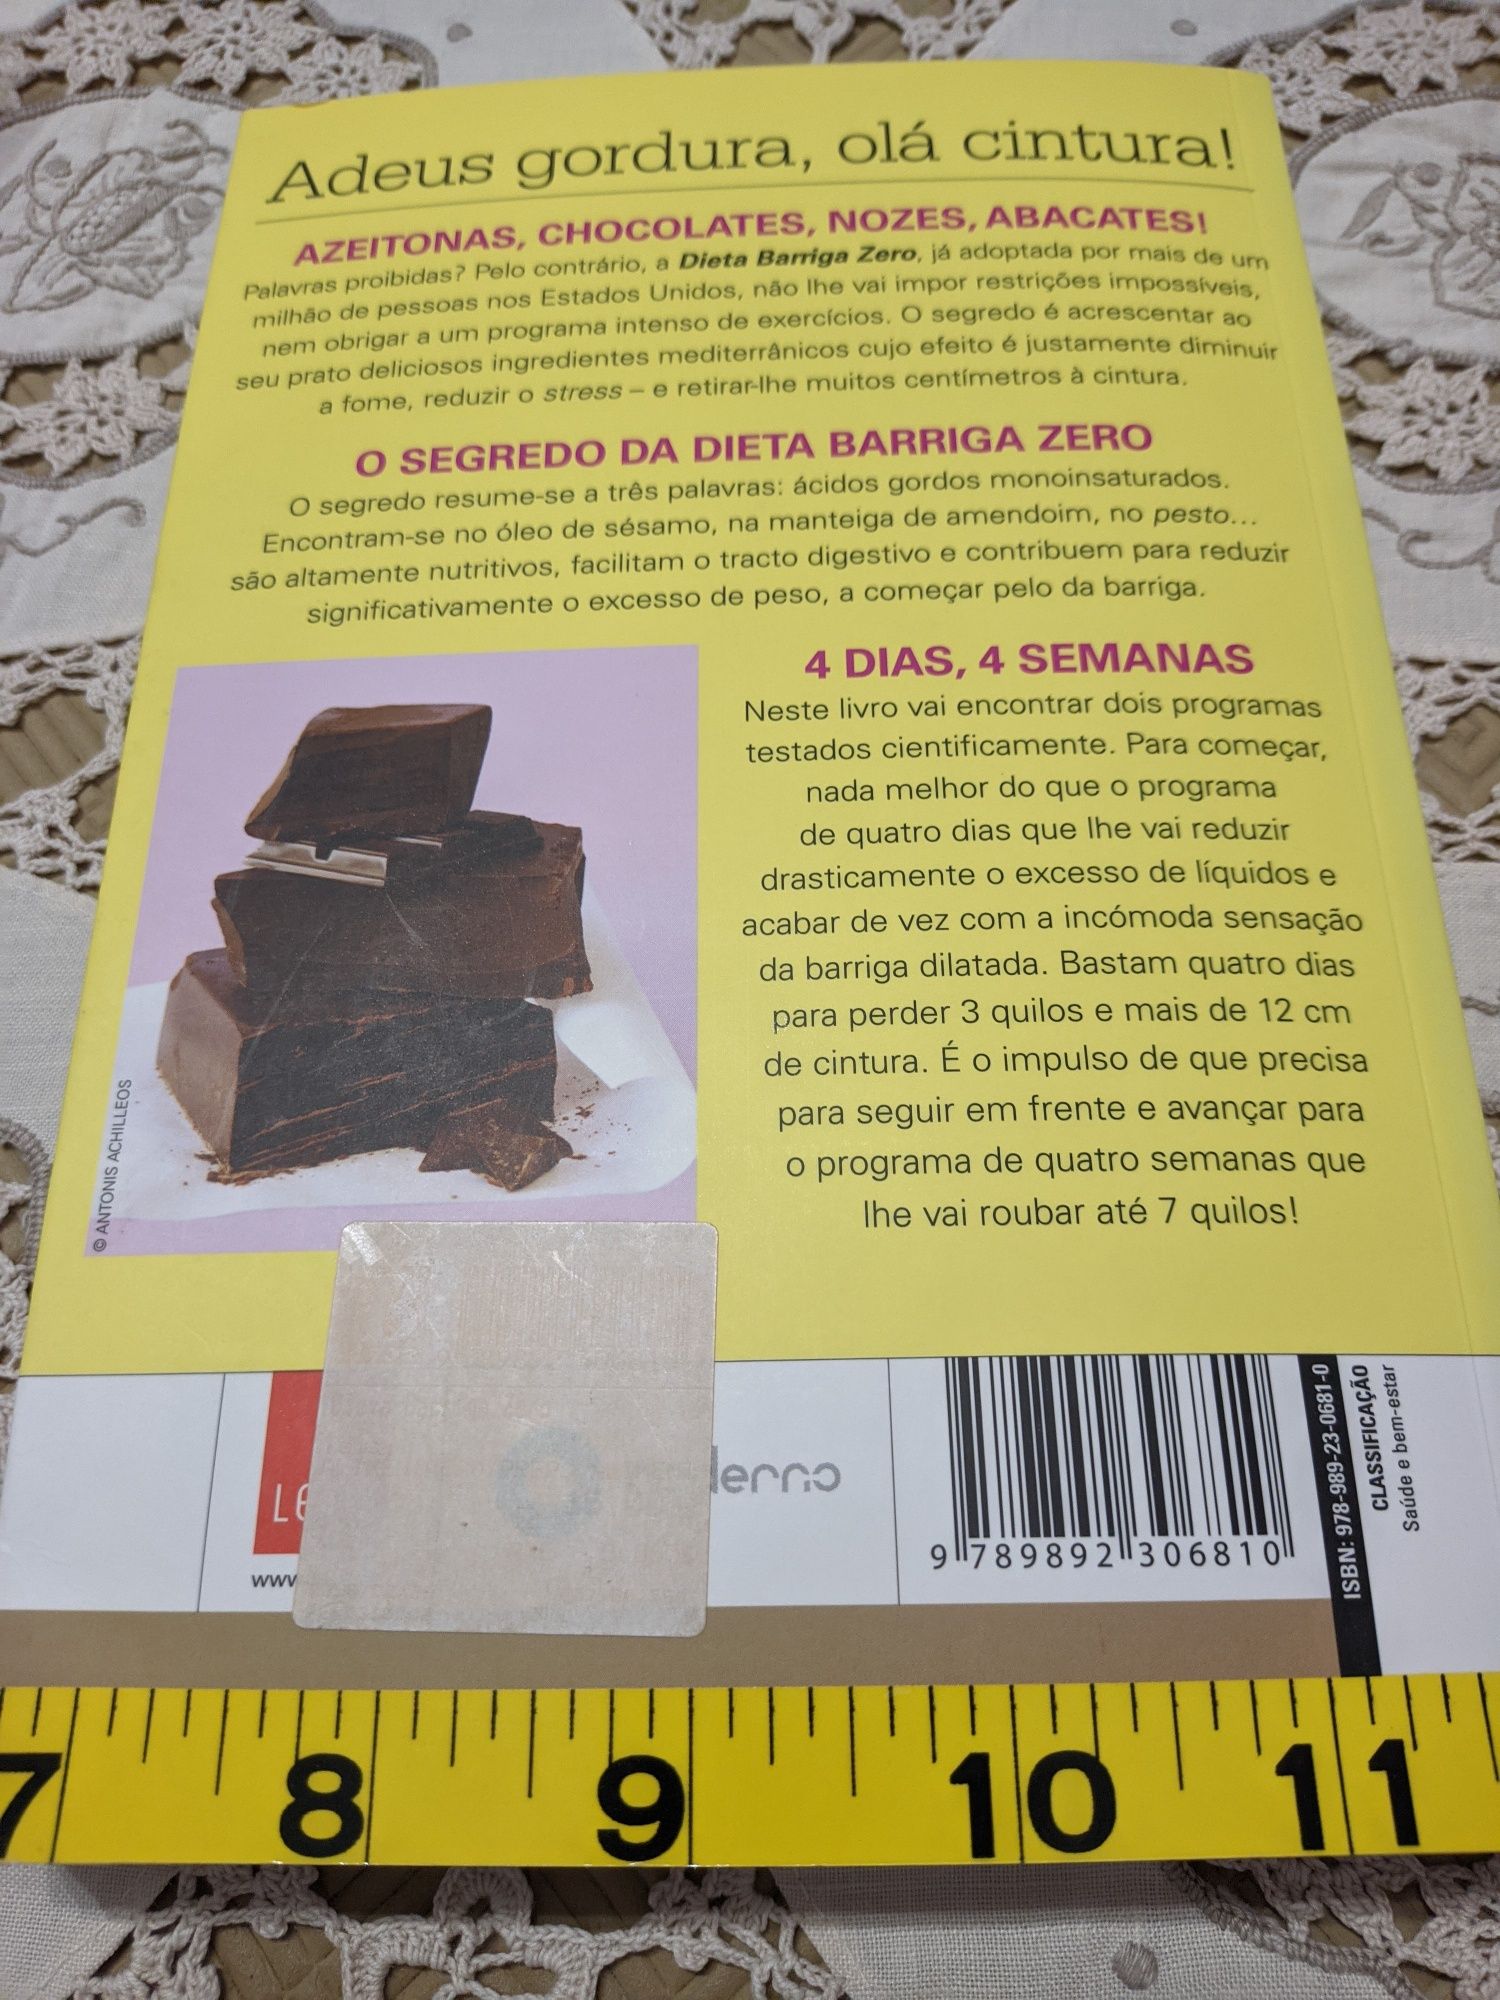 Adeus gordura, olá cintura!
AZEITONAS, CHOCOLATES, NOZES, ABACATES!
Palavras proibidas? Pelo contrário, a Dieta Barriga Zero, já adoptada por mais de um
milhão de pessoas nos Estados Unidos, não lhe vai impor restrições impossíveis,
nem obrigar a um programa intenso de exercícios. O segredo é acrescentar ao
seu prato deliciosos ingredientes mediterrânicos cujo efeito é justamente diminuir
a fome, reduzir o stress – e retirar-lhe muitos centímetros à cintura.
O SEGREDO DA DIETA BARRIGA ZERO
O segredo resume-se a três palavras: ácidos gordos monoinsaturados.
Encontram-se no óleo de sésamo, na manteiga de amendoim, no pesto...
são altamente nutritivos, facilitam o tracto digestivo e contribuem para reduzir
significativamente o excesso de peso, a começar pelo da barriga.
4 DIAS, 4 SEMANAS
Neste livro vai encontrar dois programas
testados cientificamente. Para começar,
nada melhor do que o programa
de quatro dias que lhe vai reduzir
drasticamente o excesso de líquidos e
acabar de vez com a incómoda sensação
da barriga dilatada. Bastam quatro dias
para perder 3 quilos e mais de 12 cm
de cintura. É o impulso de que precisa
para seguir em frente e avançar para
o programa de quatro semanas que
lhe vai roubar até 7 quilos!
© ANTONIS ACHILLEOS
www
9 789892 306810
ISBN: 978-989-23-0681-0
CLASSIFICAÇÃO
Saúde e bem-estar
7 8 9 10 11